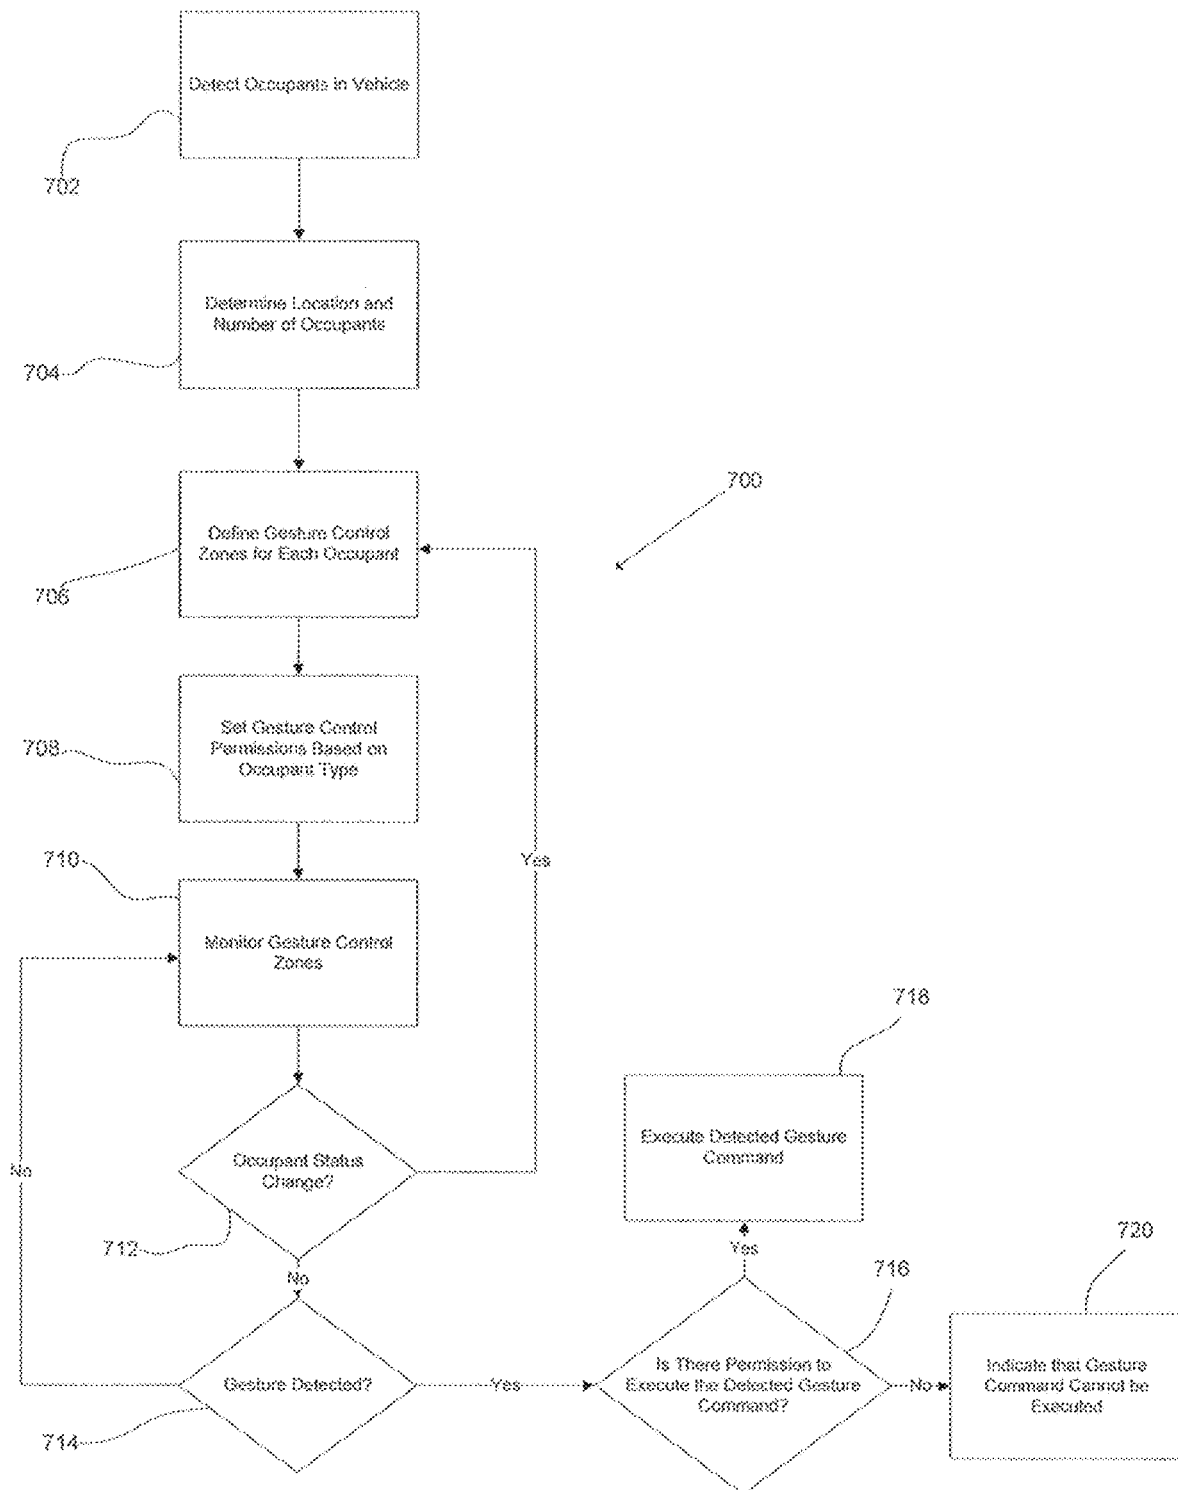 Detect Occupants in Vehicle
702
Determine Location and
Number of Occupants
704
700
Define Gesture Control
Zones for Each Occupant
706
Set Gesture Control
Permissions Based on
Occupant Type
708
710
Yes
Monitor Gesture Control
Zones
718
Execute Detected Gesture
Command
No
Occupant Status
Change?
712
720
Yes
716
No
Is There Permission to
Execute the Detected Gesture
Command?
Gesture Detected?
Yes
No
Indicate that Gesture
Command Cannot be
Executed
714